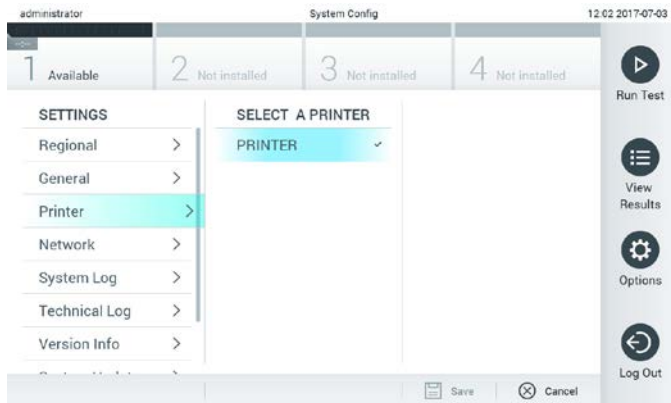 administrator System Config 12:02 2017-07-03
1 Available 2 Not installed 3 Not installed 4 Not installed
Run Test
SETTINGS SELECT A PRINTER
Regional PRINTER
General
Printer
Network
System Log
Technical Log
Version Info
View
Results
Options
Log Out
Save Cancel